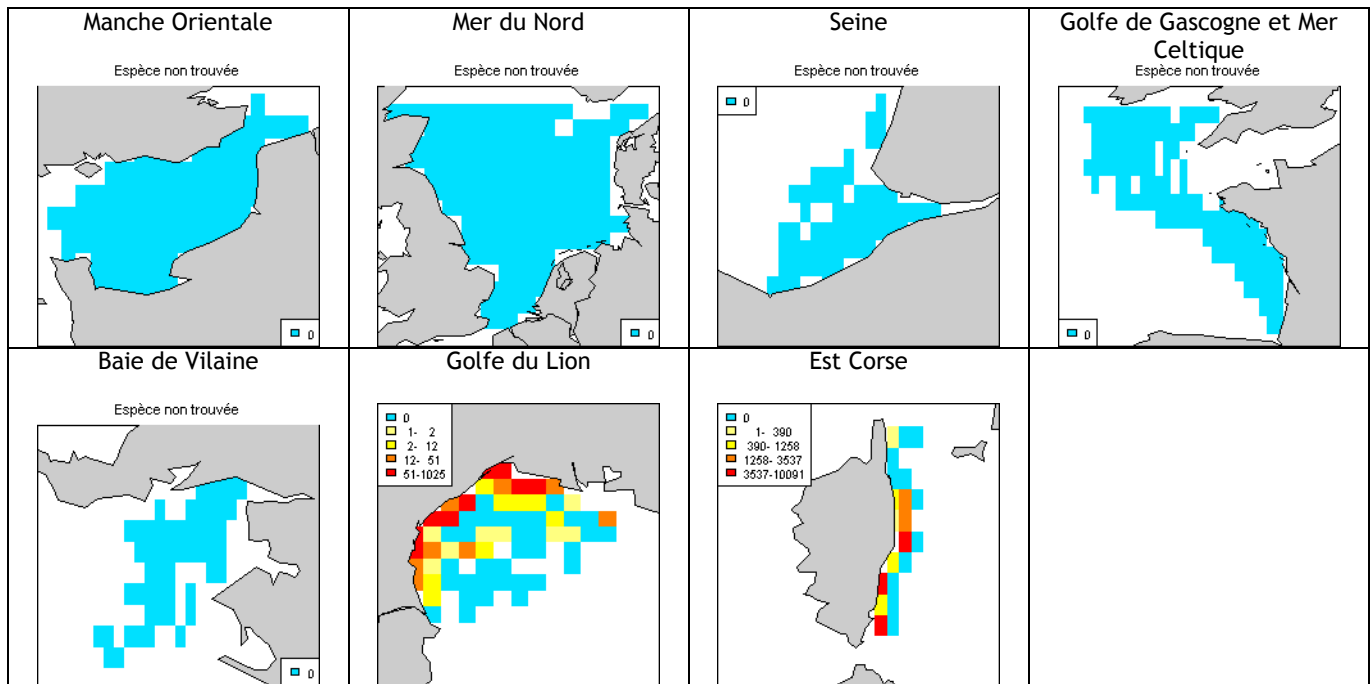 Manche Orientale
Espèce non trouvée
0
Mer du Nord
Espèce non trouvée
0
Seine
Espèce non trouvée
0
Golfe de Gascogne et Mer
Celtique
Espèce non trouvée
0
Baie de Vilaine
Espèce non trouvée
0
Golfe du Lion
0
1- 2
2- 12
12- 51
51-1025
Est Corse
0
1- 390
390-1258
1258-3537
3537-10091